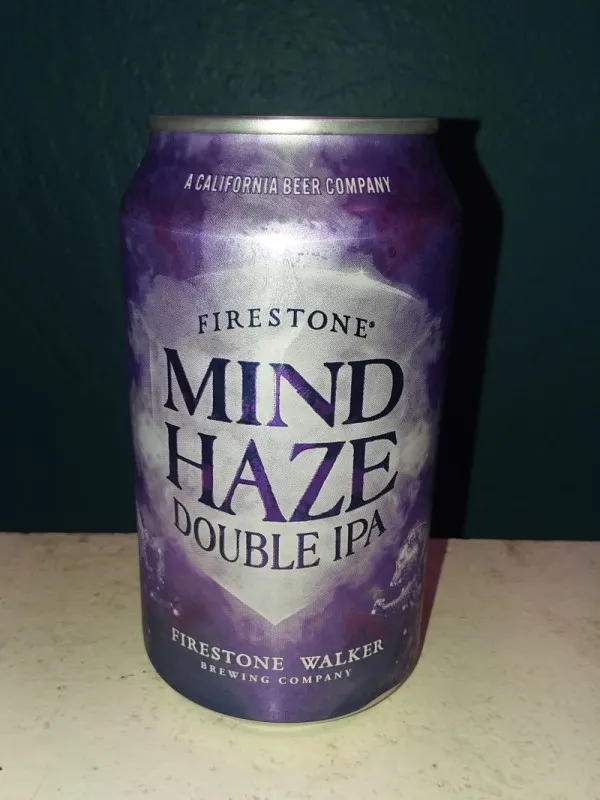 A CALIFORNIA BEER COMPANY
FIRESTONE®
MIND
HAZE
DOUBLE IPA
FIRESTONE WALKER
BREWING COMPANY